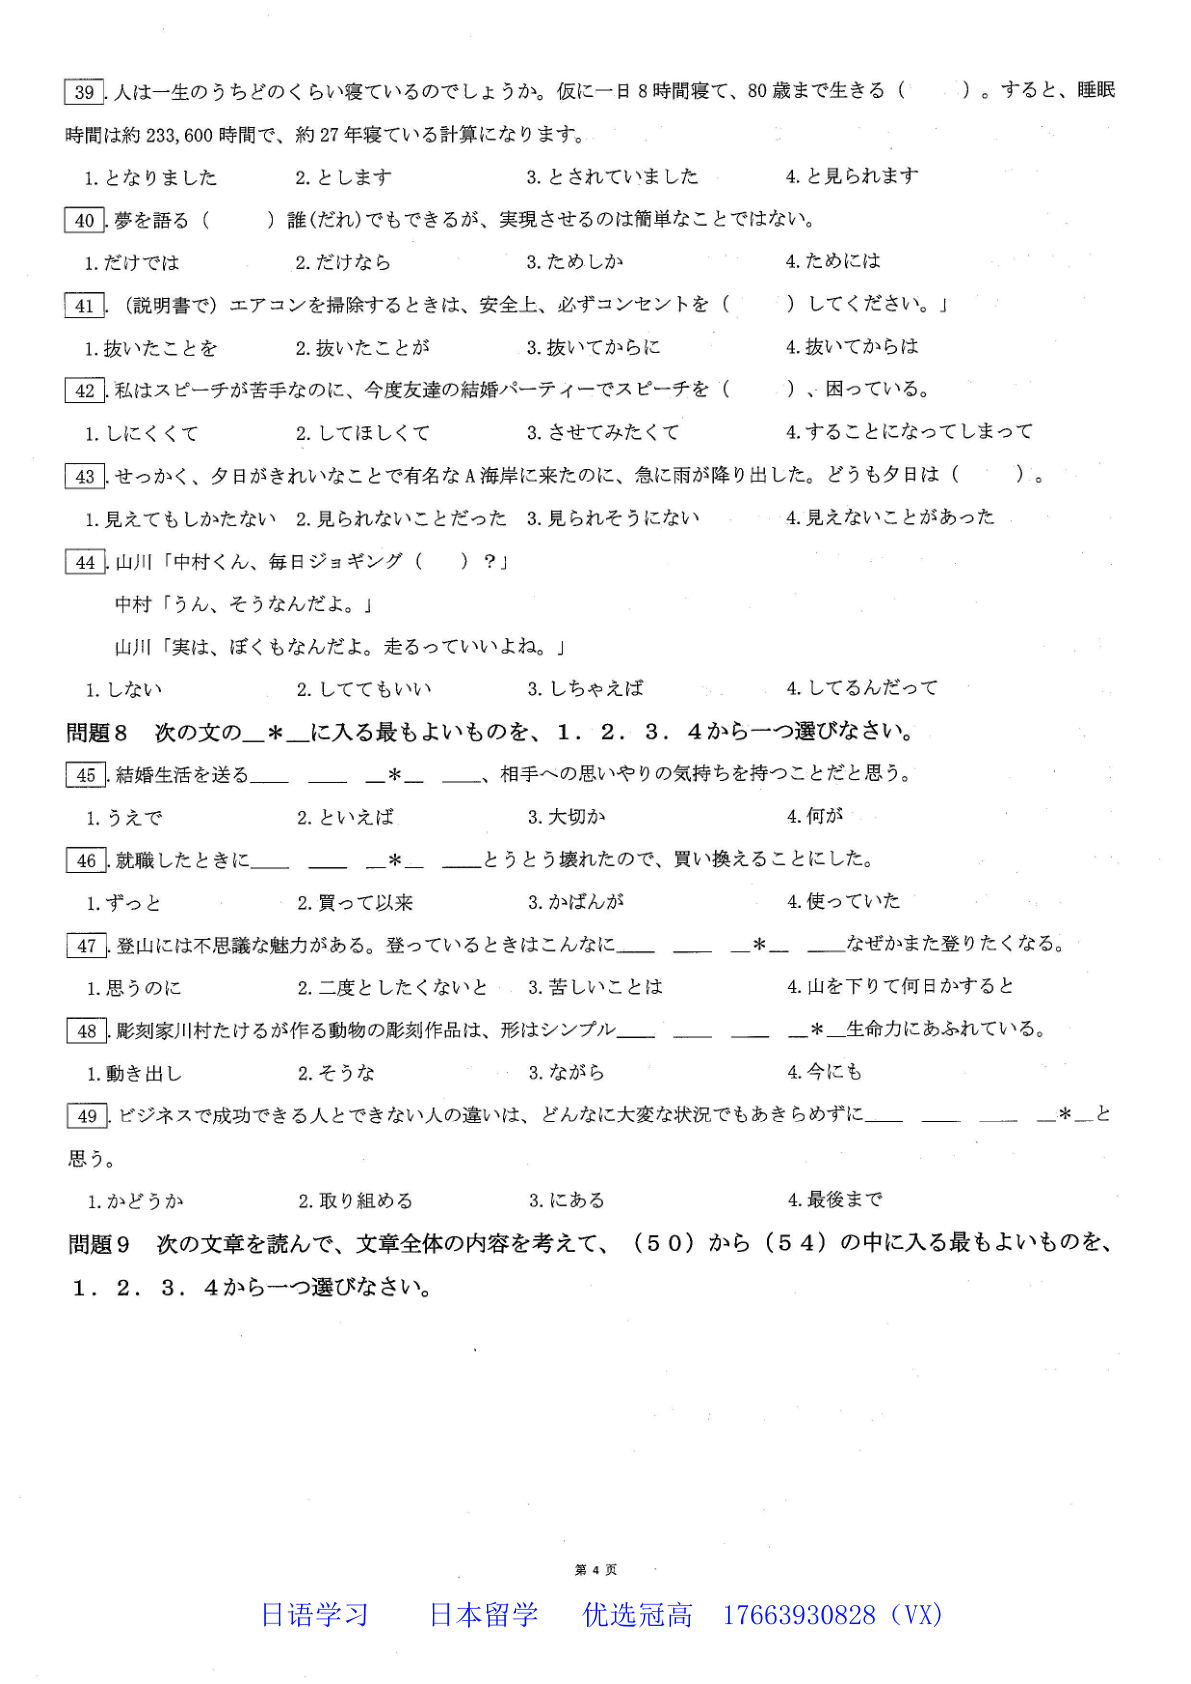 39.人は一生のうちどのくらい寝ているのでしょうか。仮に一日8時間寝て、80歳まで生きる（　　）。すると、睡眠
時間は約233,600時間で、約27年寝ている計算になります。
1.となりました　2.とします　3.とされていました　4.と見られます
40.夢を語る（　　）誰(だれ)でもできるが、実現させるのは簡単なことではない。
1.だけでは　2.だけなら　3.ためしか　4.ためには
41.（説明書で）エアコンを掃除するときは、安全上、必ずコンセントを（　　）してください。」
1.抜いたことを　2.抜いたことが　3.抜いてからに　4.抜いてからは
42.私はスピーチが苦手なのに、今度友達の結婚パーティーでスピーチを（　　）、困っている。
1.しにくくて　2.してほしくて　3.させてみたくて　4.することになってしまって
43.せっかく、夕日がきれいなことで有名なA海岸に来たのに、急に雨が降り出した。どうも夕日は（　　）。
1.見えてもしかたない　2.見られないことだった　3.見られそうにない　4.見えないことがあった
44.山川「中村くん、毎日ジョギング（　　）？」
中村「うん、そうなんだよ。」
山川「実は、ぼくもなんだよ。走るっていいよね。」
1.しない　2.しててもいい　3.しちゃえば　4.してるんだって
問題８　次の文の__＊__に入る最もよいものを、１．２．３．４から一つ選びなさい。
45.結婚生活を送る____　____　__＊__　____、相手への思いやりの気持ちを持つことだと思う。
1.うえで　2.といえば　3.大切か　4.何が
46.就職したときに____　____　__＊__　____とうとう壊れたので、買い換えることにした。
1.ずっと　2.買って以来　3.かばんが　4.使っていた
47.登山には不思議な魅力がある。登っているときはこんなに____　____　__＊__　____なぜかまた登りたくなる。
1.思うのに　2.二度としたくないと　3.苦しいことは　4.山を下りて何日かすると
48.彫刻家川村たけるが作る動物の彫刻作品は、形はシンプル____　____　____　__＊__生命力にあふれている。
1.動き出し　2.そうな　3.ながら　4.今にも
49.ビジネスで成功できる人とできない人の違いは、どんなに大変な状況でもあきらめずに____　____　____　__＊__と
思う。
1.かどうか　2.取り組める　3.にある　4.最後まで
問題９　次の文章を読んで、文章全体の内容を考えて、（５０）から（５４）の中に入る最もよいものを、
１．２．３．４から一つ選びなさい。
第 4 页
日语学习　日本留学　优选冠高　17663930828（VX)